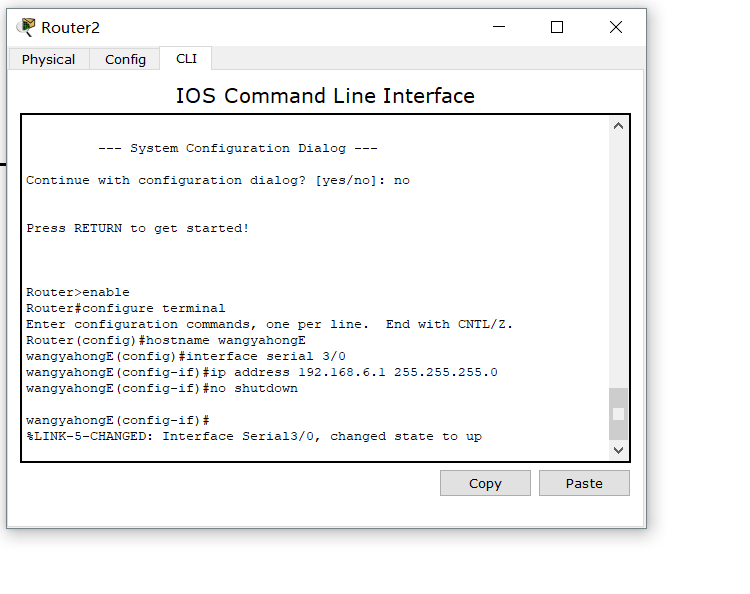 Router2
Physical Config CLI
IOS Command Line Interface
--- System Configuration Dialog ---
Continue with configuration dialog? [yes/no]: no
Press RETURN to get started!
Router>enable
Router#configure terminal
Enter configuration commands, one per line.  End with CNTL/Z.
Router(config)#hostname wangyahongE
wangyahongE(config)#interface serial 3/0
wangyahongE(config-if)#ip address 192.168.6.1 255.255.255.0
wangyahongE(config-if)#no shutdown
wangyahongE(config-if)#
%LINK-5-CHANGED: Interface Serial3/0, changed state to up
Copy Paste